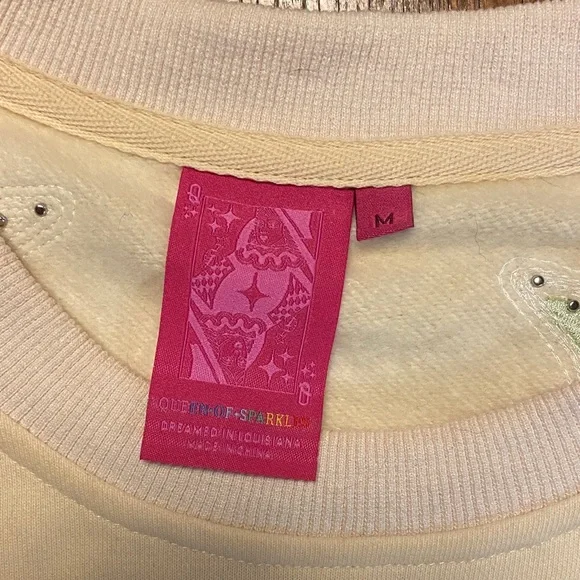 Q
M
QUEEN•OF•SPARKLES
DREAMED IN LOUISIANA
MADE IN CHINA
Q